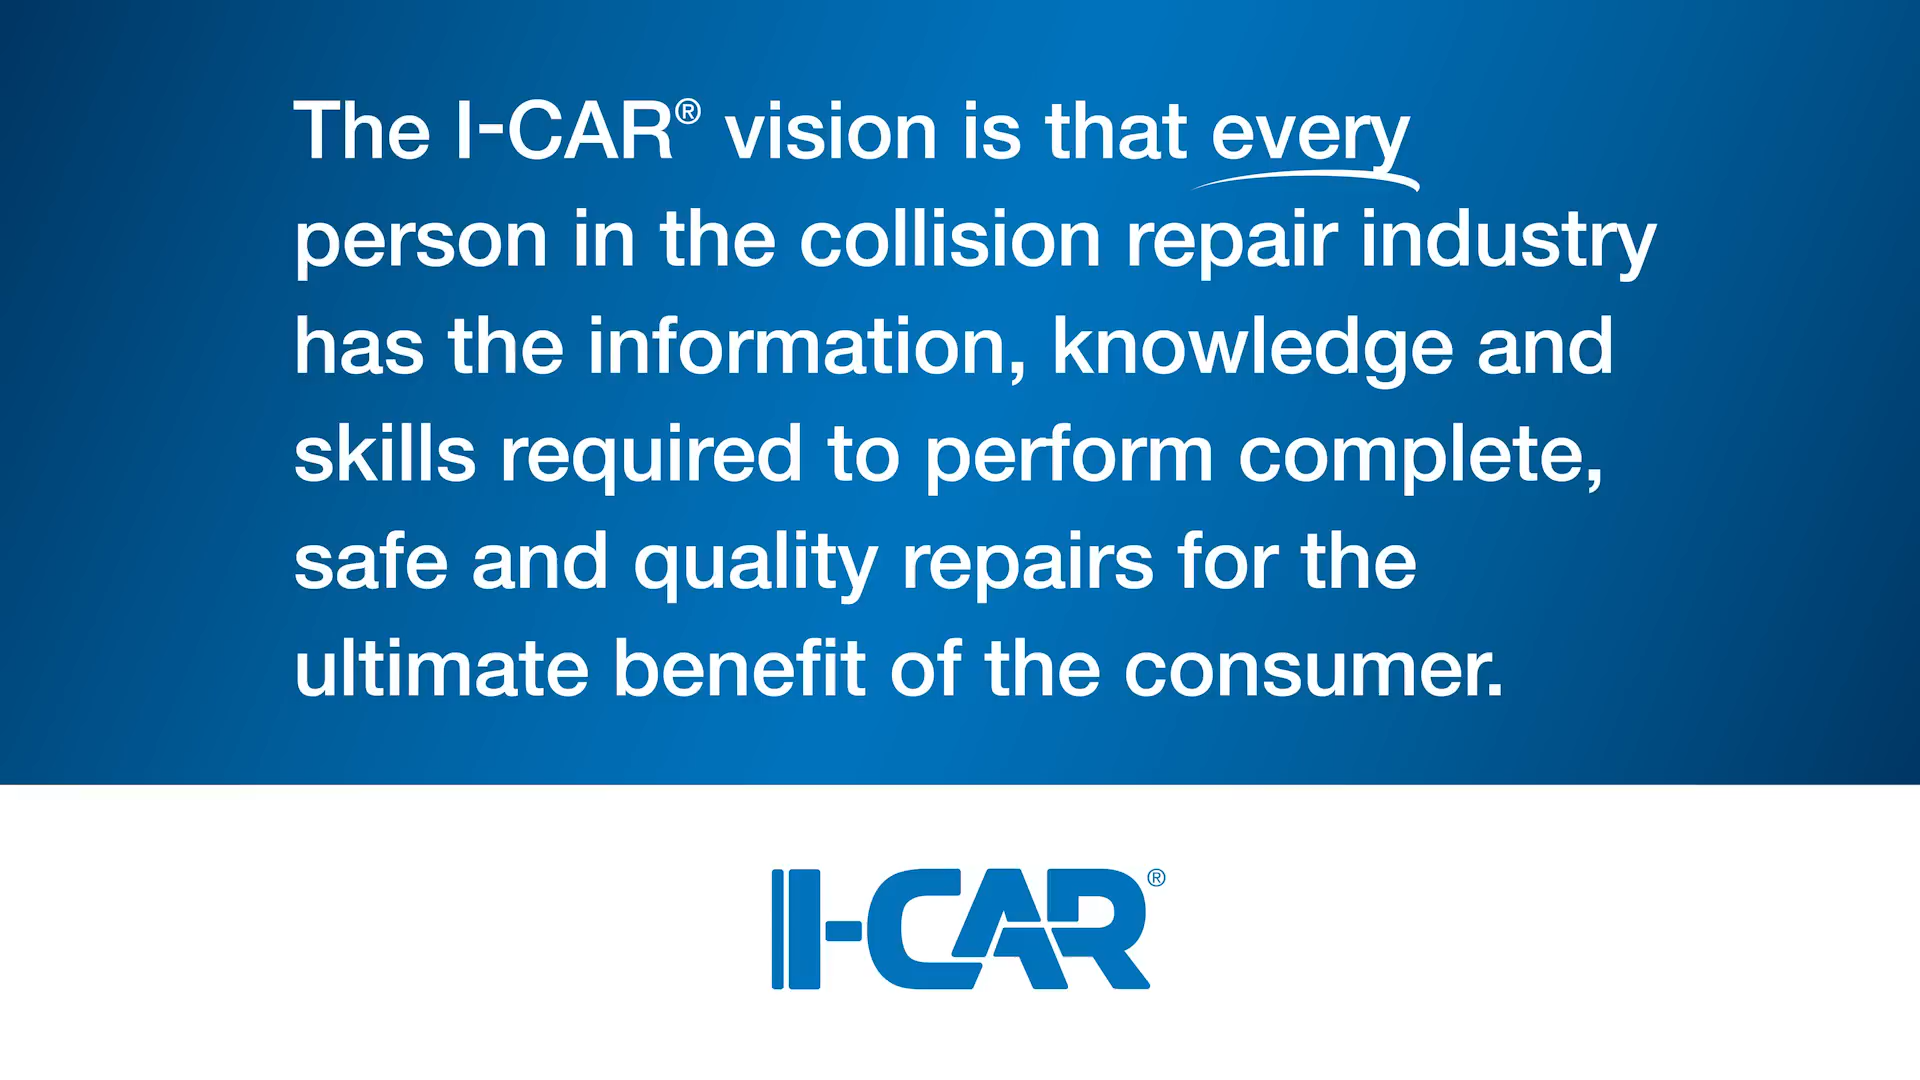 The I-CAR® vision is that every
person in the collision repair industry
has the information, knowledge and
skills required to perform complete,
safe and quality repairs for the
ultimate benefit of the consumer.
I-CAR®